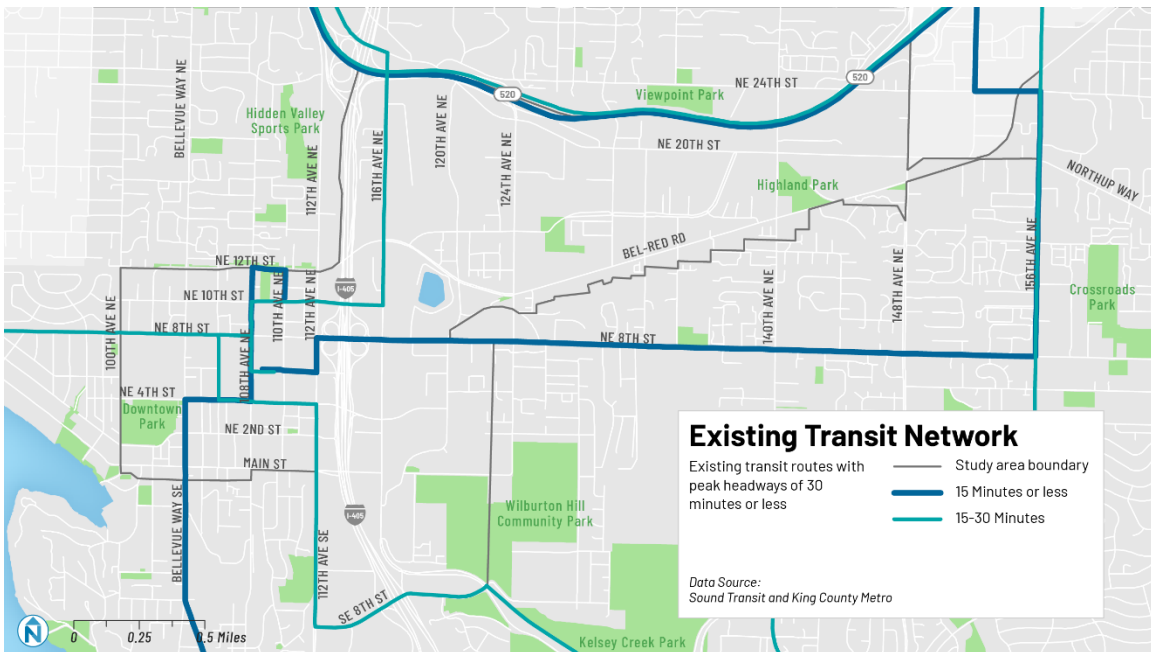 NE 24TH ST
520
520
Viewpoint Park
BELLEVUE WAY NE
Hidden Valley
Sports Park
112TH AVE NE
116TH AVE NE
120TH AVE NE
124TH AVE NE
NE 20TH ST
NORTHUP WAY
Highland Park
BEL-RED RD
148TH AVE NE
156TH AVE NE
140TH AVE NE
Crossroads
Park
NE 12TH ST
I-405
NE 10TH ST
110TH AVE NE
112TH AVE NE
NE 8TH ST
NE 8TH ST
100TH AVE NE
108TH AVE NE
NE 4TH ST
Downtown
Park
NE 2ND ST
MAIN ST
BELLEVUE WAY SE
I-405
Wilburton Hill
Community Park
112TH AVE SE
SE 8TH ST
Kelsey Creek Park
Existing Transit Network
Existing transit routes with
peak headways of 30
minutes or less
Study area boundary
15 Minutes or less
15-30 Minutes
Data Source:
Sound Transit and King County Metro
N
0 0.25 0.5 Miles